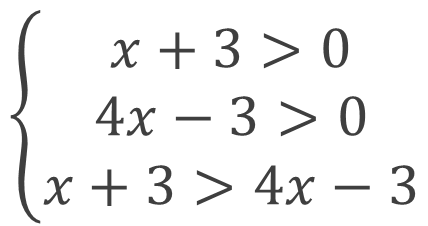 x + 3 > 0
4x − 3 > 0
x + 3 > 4x − 3